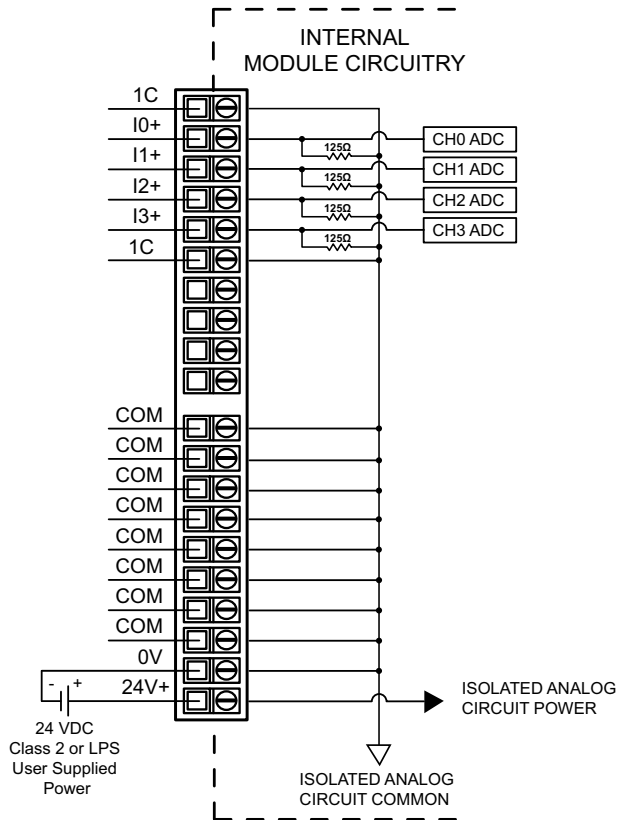 INTERNAL
MODULE CIRCUITRY
1C
I0+
CH0 ADC
125Ω
I1+
CH1 ADC
125Ω
I2+
CH2 ADC
125Ω
I3+
CH3 ADC
125Ω
1C
COM
COM
COM
COM
COM
COM
COM
COM
0V
- +
24V+
ISOLATED ANALOG
CIRCUIT POWER
24 VDC
Class 2 or LPS
User Supplied
Power
ISOLATED ANALOG
CIRCUIT COMMON